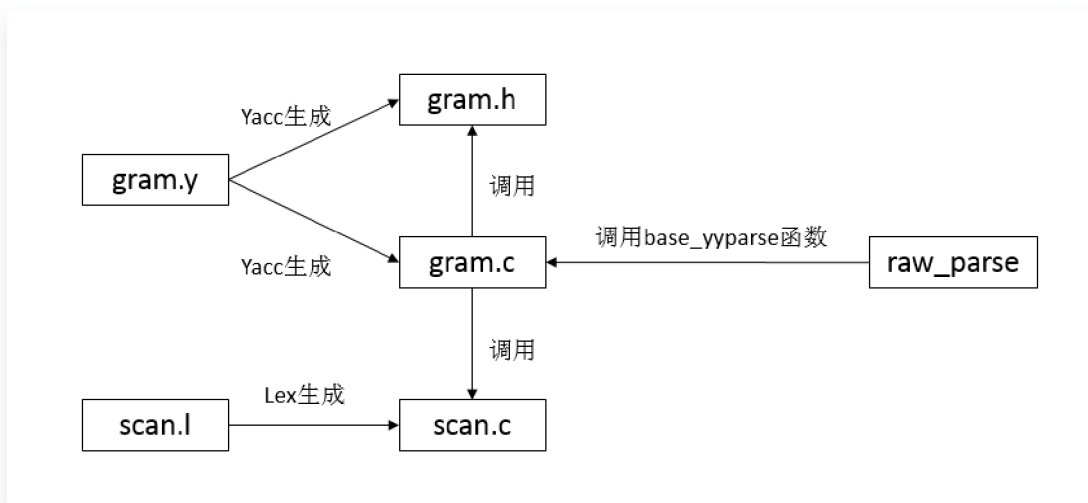 gram.h
Yacc生成
gram.y
调用
调用base_yyparse函数
gram.c
raw_parse
Yacc生成
调用
Lex生成
scan.l
scan.c